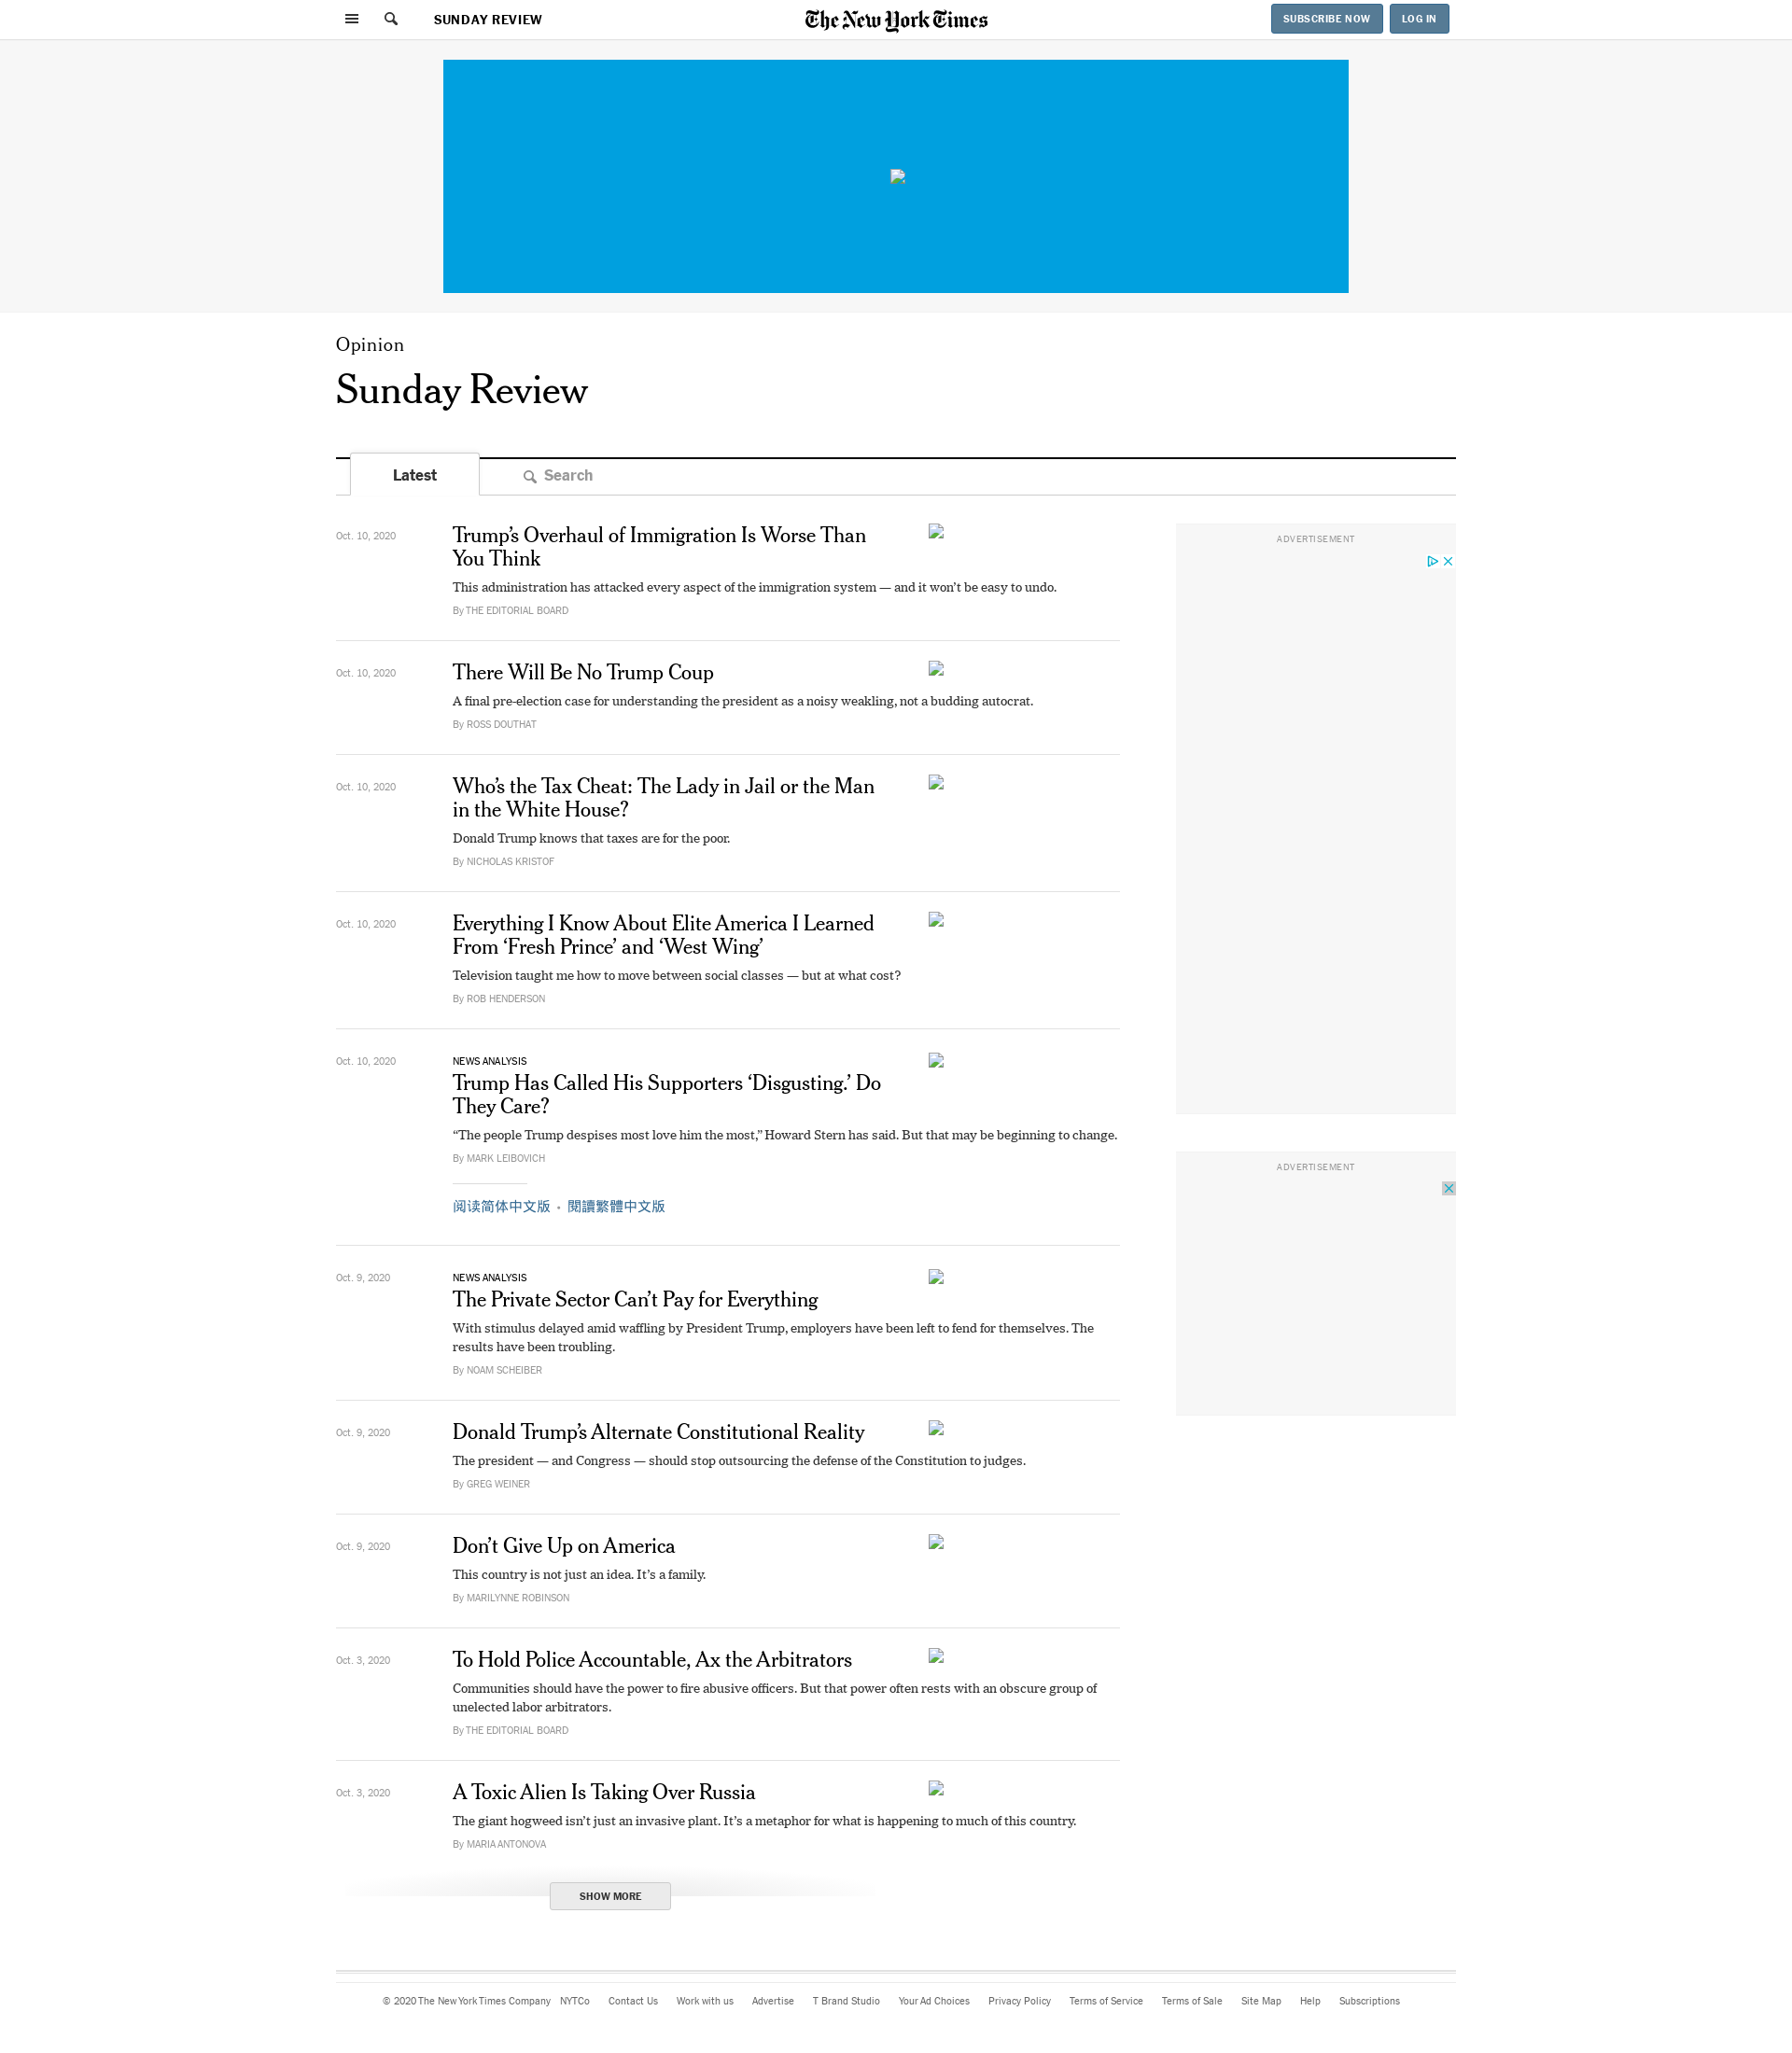 SUNDAY REVIEW
The New York Times
SUBSCRIBE NOW
LOG IN
Opinion
Sunday Review
Latest
Search
Oct. 10, 2020
Trump’s Overhaul of Immigration Is Worse Than
You Think
This administration has attacked every aspect of the immigration system — and it won’t be easy to undo.
By THE EDITORIAL BOARD
ADVERTISEMENT
Oct. 10, 2020
There Will Be No Trump Coup
A final pre-election case for understanding the president as a noisy weakling, not a budding autocrat.
By ROSS DOUTHAT
Oct. 10, 2020
Who’s the Tax Cheat: The Lady in Jail or the Man
in the White House?
Donald Trump knows that taxes are for the poor.
By NICHOLAS KRISTOF
Oct. 10, 2020
Everything I Know About Elite America I Learned
From ‘Fresh Prince’ and ‘West Wing’
Television taught me how to move between social classes — but at what cost?
By ROB HENDERSON
Oct. 10, 2020
NEWS ANALYSIS
Trump Has Called His Supporters ‘Disgusting.’ Do
They Care?
“The people Trump despises most love him the most,” Howard Stern has said. But that may be beginning to change.
By MARK LEIBOVICH
阅读简体中文版 • 閱讀繁體中文版
ADVERTISEMENT
Oct. 9, 2020
NEWS ANALYSIS
The Private Sector Can’t Pay for Everything
With stimulus delayed amid waffling by President Trump, employers have been left to fend for themselves. The
results have been troubling.
By NOAM SCHEIBER
Oct. 9, 2020
Donald Trump’s Alternate Constitutional Reality
The president — and Congress — should stop outsourcing the defense of the Constitution to judges.
By GREG WEINER
Oct. 9, 2020
Don’t Give Up on America
This country is not just an idea. It’s a family.
By MARILYNNE ROBINSON
Oct. 3, 2020
To Hold Police Accountable, Ax the Arbitrators
Communities should have the power to fire abusive officers. But that power often rests with an obscure group of
unelected labor arbitrators.
By THE EDITORIAL BOARD
Oct. 3, 2020
A Toxic Alien Is Taking Over Russia
The giant hogweed isn’t just an invasive plant. It’s a metaphor for what is happening to much of this country.
By MARIA ANTONOVA
SHOW MORE
© 2020 The New York Times Company NYTCo Contact Us Work with us Advertise T Brand Studio Your Ad Choices Privacy Policy Terms of Service Terms of Sale Site Map Help Subscriptions